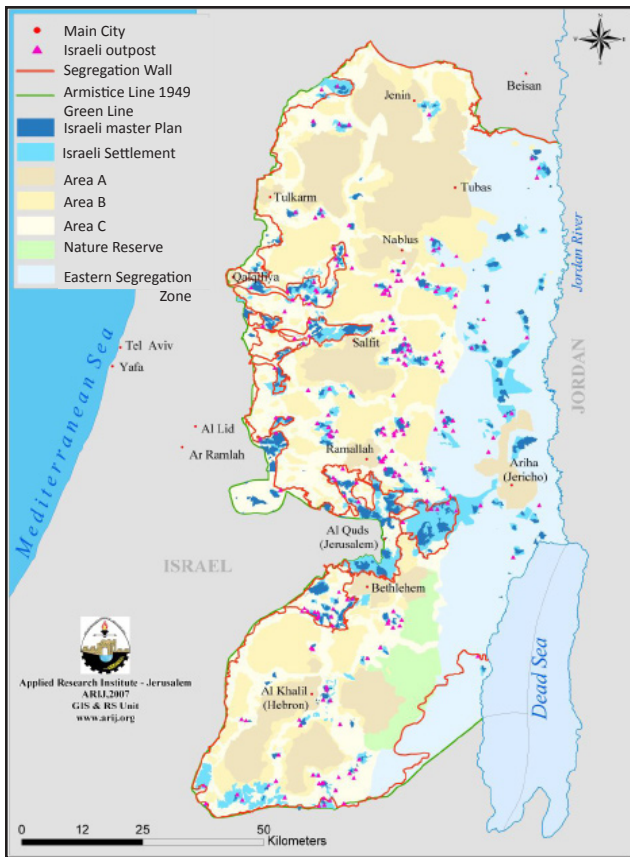 Main City
Israeli outpost
Segregation Wall
Armistice Line 1949
Green Line
Israeli master Plan
Israeli Settlement
Area A
Area B
Area C
Nature Reserve
Eastern Segregation
Zone
Beisan
Jenin
Tulkarm
Tubas
Nablus
Qalqiliya
Jordan River
Mediterranean Sea
Tel Aviv
Yafa
Salfit
JORDAN
Al Lid
Ar Ramlah
Ramallah
Ariha
(Jericho)
Al Quds
(Jerusalem)
ISRAEL
Bethlehem
Dead Sea
Al Khalil
(Hebron)
Applied Research Institute - Jerusalem
ARIJ,2007
GIS & RS Unit
www.arij.org
0 12 25 50
Kilometers